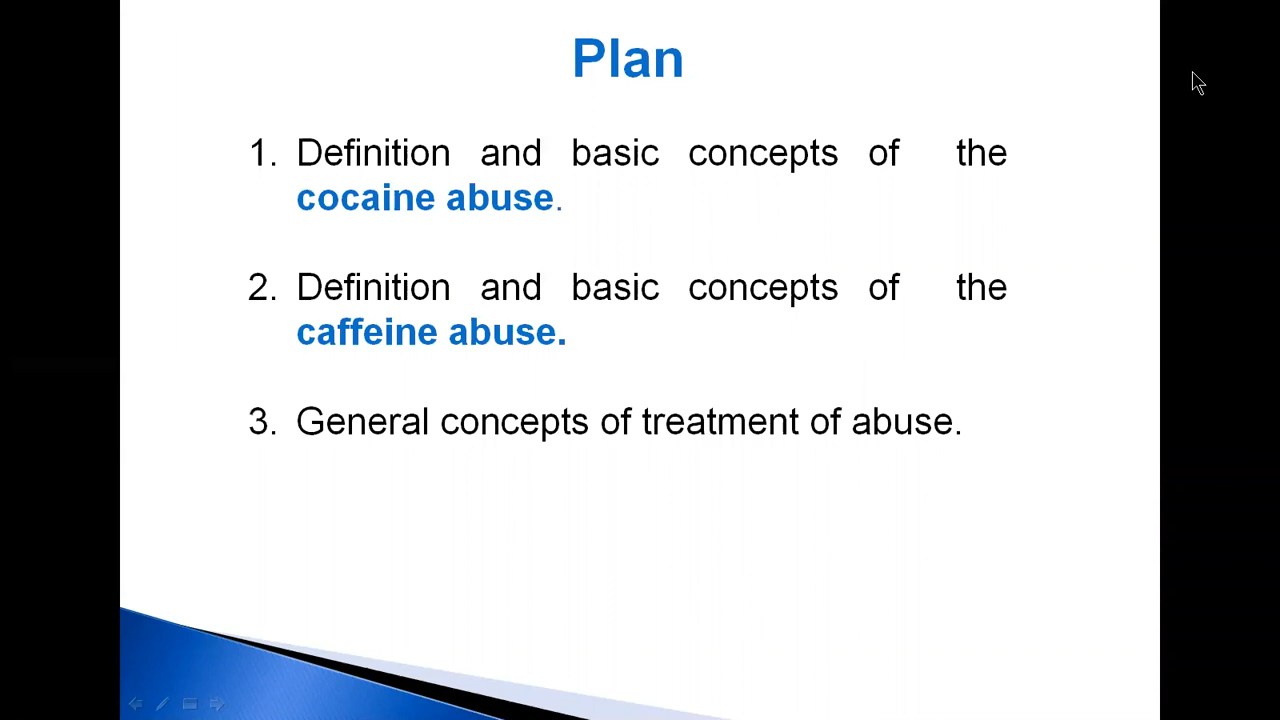 Plan
1. Definition and basic concepts of the
cocaine abuse.
2. Definition and basic concepts of the
caffeine abuse.
3. General concepts of treatment of abuse.